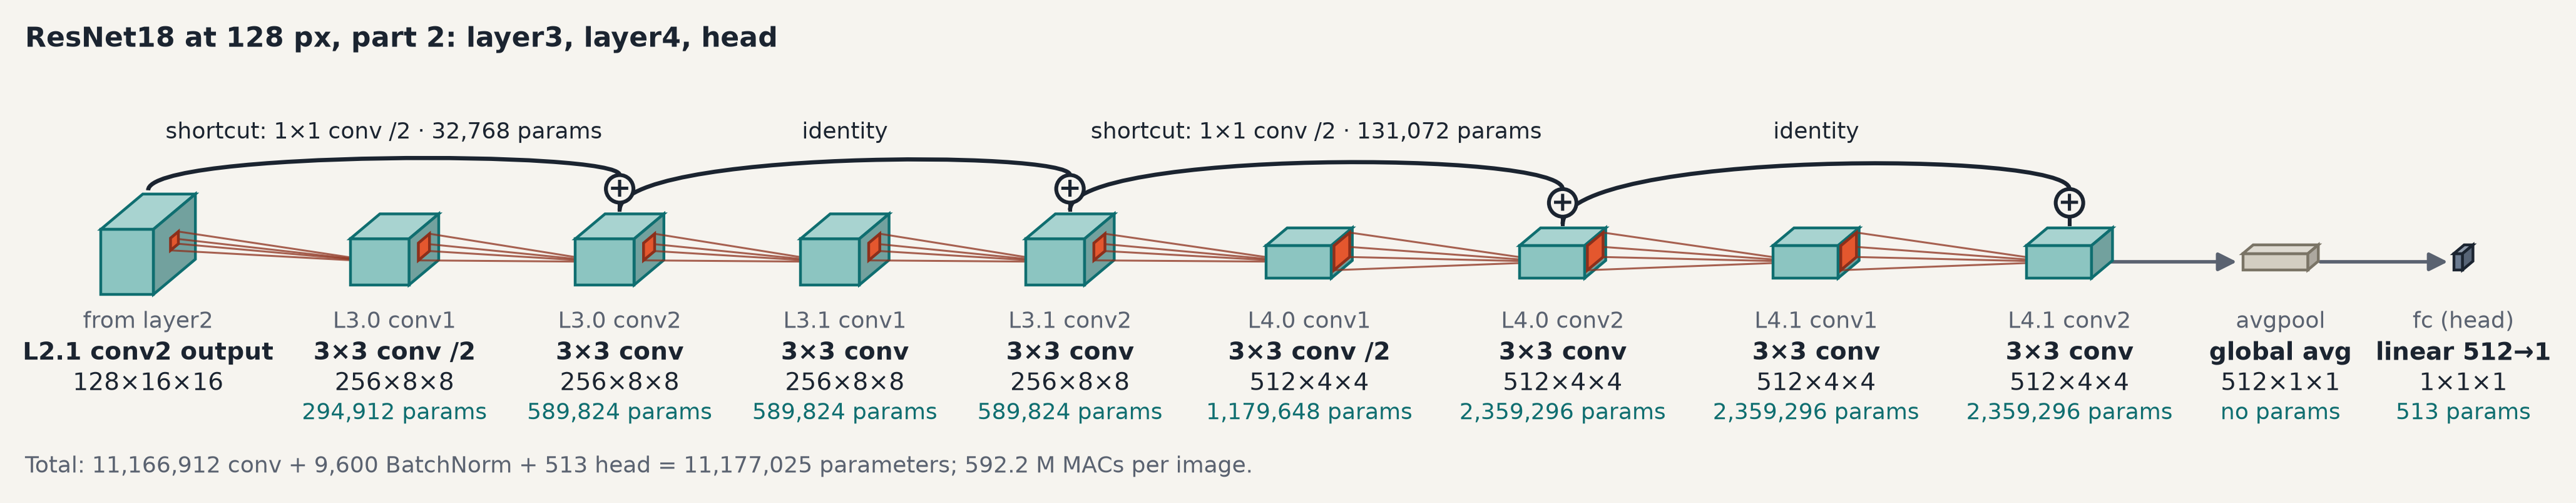 ResNet18 at 128 px, part 2: layer3, layer4, head
shortcut: 1×1 conv /2 · 32,768 params
identity
shortcut: 1×1 conv /2 · 131,072 params
identity
+
+
+
+
from layer2
L2.1 conv2 output
128×16×16
L3.0 conv1
3×3 conv /2
256×8×8
294,912 params
L3.0 conv2
3×3 conv
256×8×8
589,824 params
L3.1 conv1
3×3 conv
256×8×8
589,824 params
L3.1 conv2
3×3 conv
256×8×8
589,824 params
L4.0 conv1
3×3 conv /2
512×4×4
1,179,648 params
L4.0 conv2
3×3 conv
512×4×4
2,359,296 params
L4.1 conv1
3×3 conv
512×4×4
2,359,296 params
L4.1 conv2
3×3 conv
512×4×4
2,359,296 params
avgpool
global avg
512×1×1
no params
fc (head)
linear 512→1
1×1×1
513 params
Total: 11,166,912 conv + 9,600 BatchNorm + 513 head = 11,177,025 parameters; 592.2 M MACs per image.